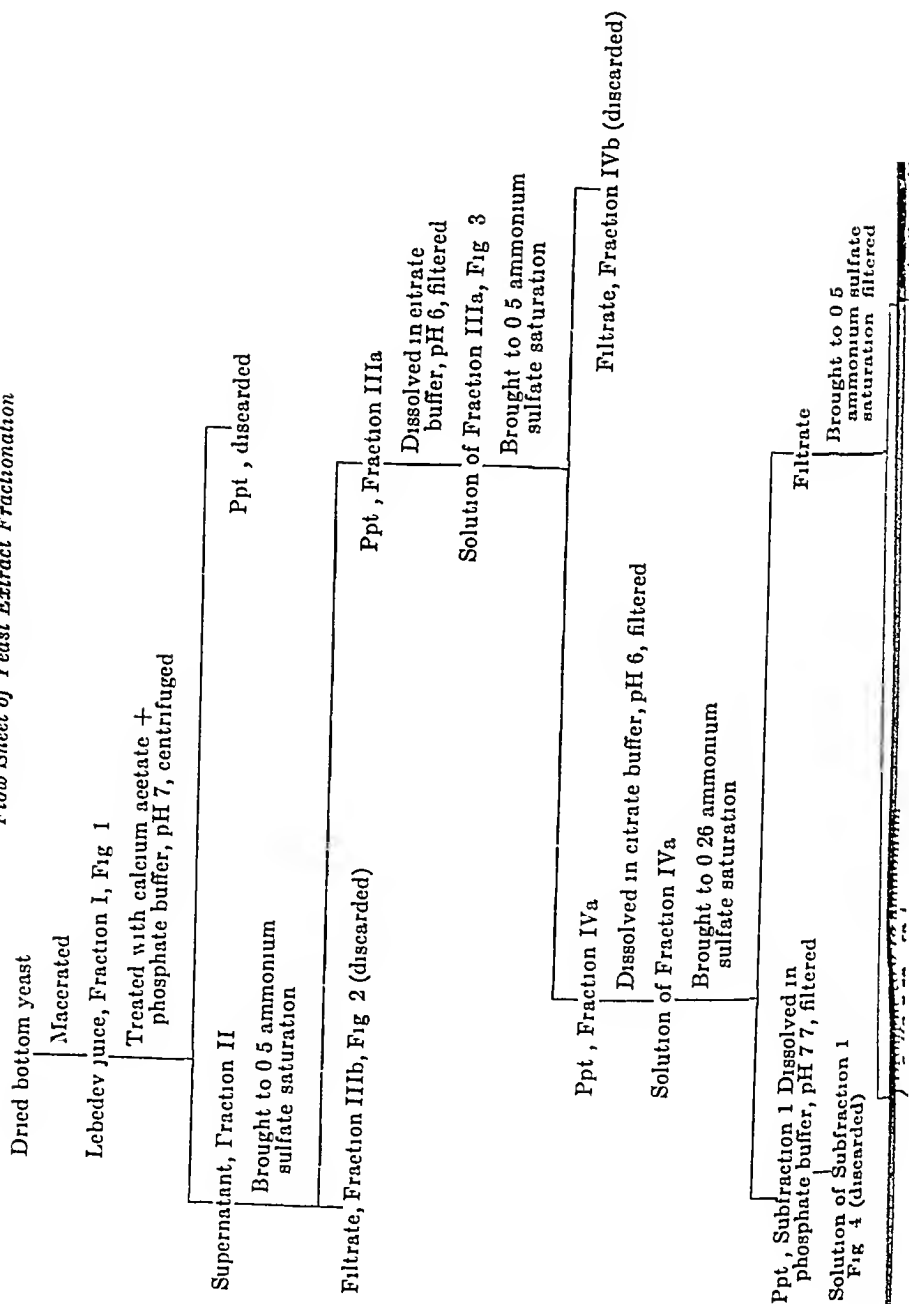 Flow Sheet of Yeast Extract Fractionation
Dried bottom yeast
Macerated
Lebedev juice, Fraction I, Fig 1
Treated with calcium acetate +
phosphate buffer, pH 7, centrifuged
Supernatant, Fraction II
Ppt , discarded
Brought to 0 5 ammonium
sulfate saturation
Filtrate, Fraction IIIb, Fig 2 (discarded)
Ppt , Fraction IIIa
Dissolved in citrate
buffer, pH 6, filtered
Solution of Fraction IIIa, Fig 3
Brought to 0 5 ammonium
sulfate saturation
Ppt , Fraction IVa
Filtrate, Fraction IVb (discarded)
Dissolved in citrate buffer, pH 6, filtered
Solution of Fraction IVa
Brought to 0 26 ammonium
sulfate saturation
Ppt , Subfraction 1 Dissolved in
phosphate buffer, pH 7 7, filtered
Solution of Subfraction 1
Fig 4 (discarded)
Filtrate
Brought to 0 5
ammonium sulfate
saturation filtered